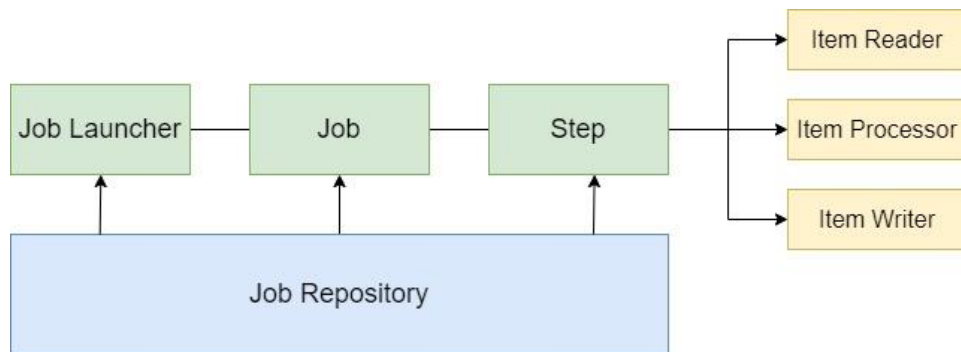 Item Reader
Job Launcher
Job
Step
Item Processor
Item Writer
Job Repository